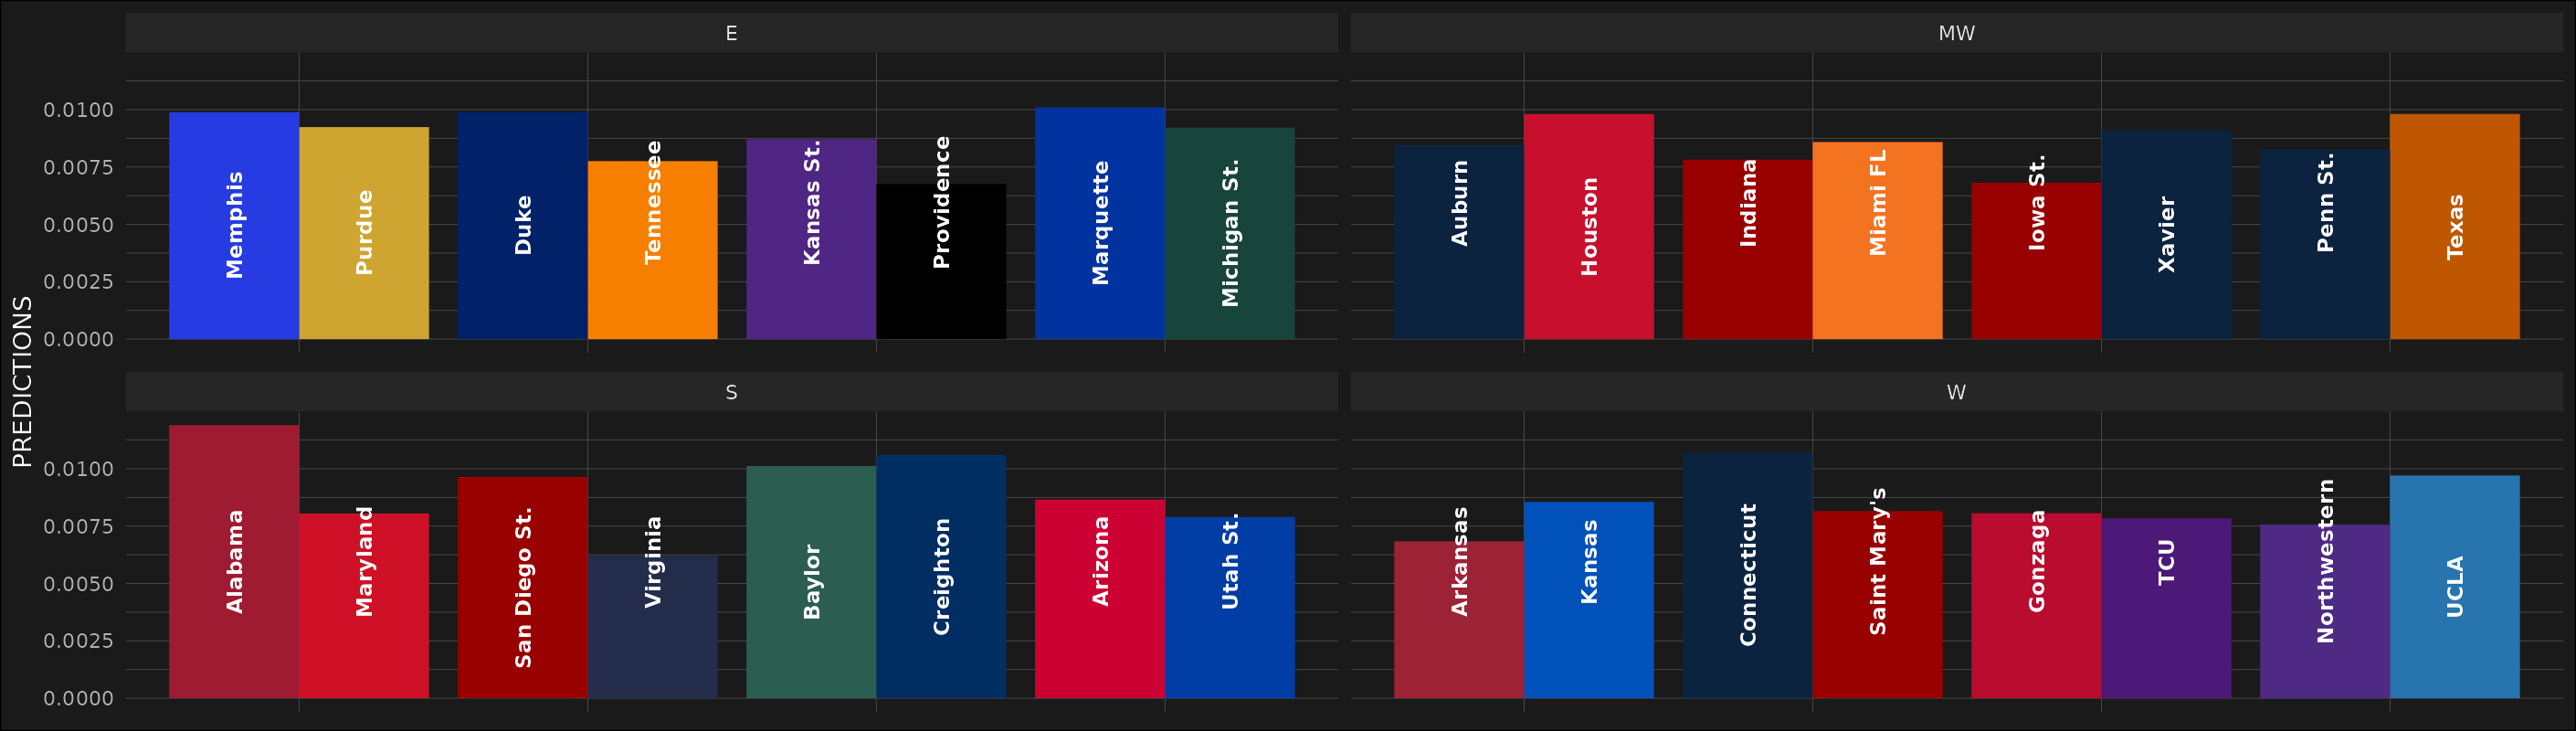 PREDICTIONS
E
0.0100
0.0075
0.0050
0.0025
0.0000
Memphis
Purdue
Duke
Tennessee
Kansas St.
Providence
Marquette
Michigan St.
MW
Auburn
Houston
Indiana
Miami FL
Iowa St.
Xavier
Penn St.
Texas
S
0.0100
0.0075
0.0050
0.0025
0.0000
Alabama
Maryland
San Diego St.
Virginia
Baylor
Creighton
Arizona
Utah St.
W
Arkansas
Kansas
Connecticut
Saint Mary's
Gonzaga
TCU
Northwestern
UCLA